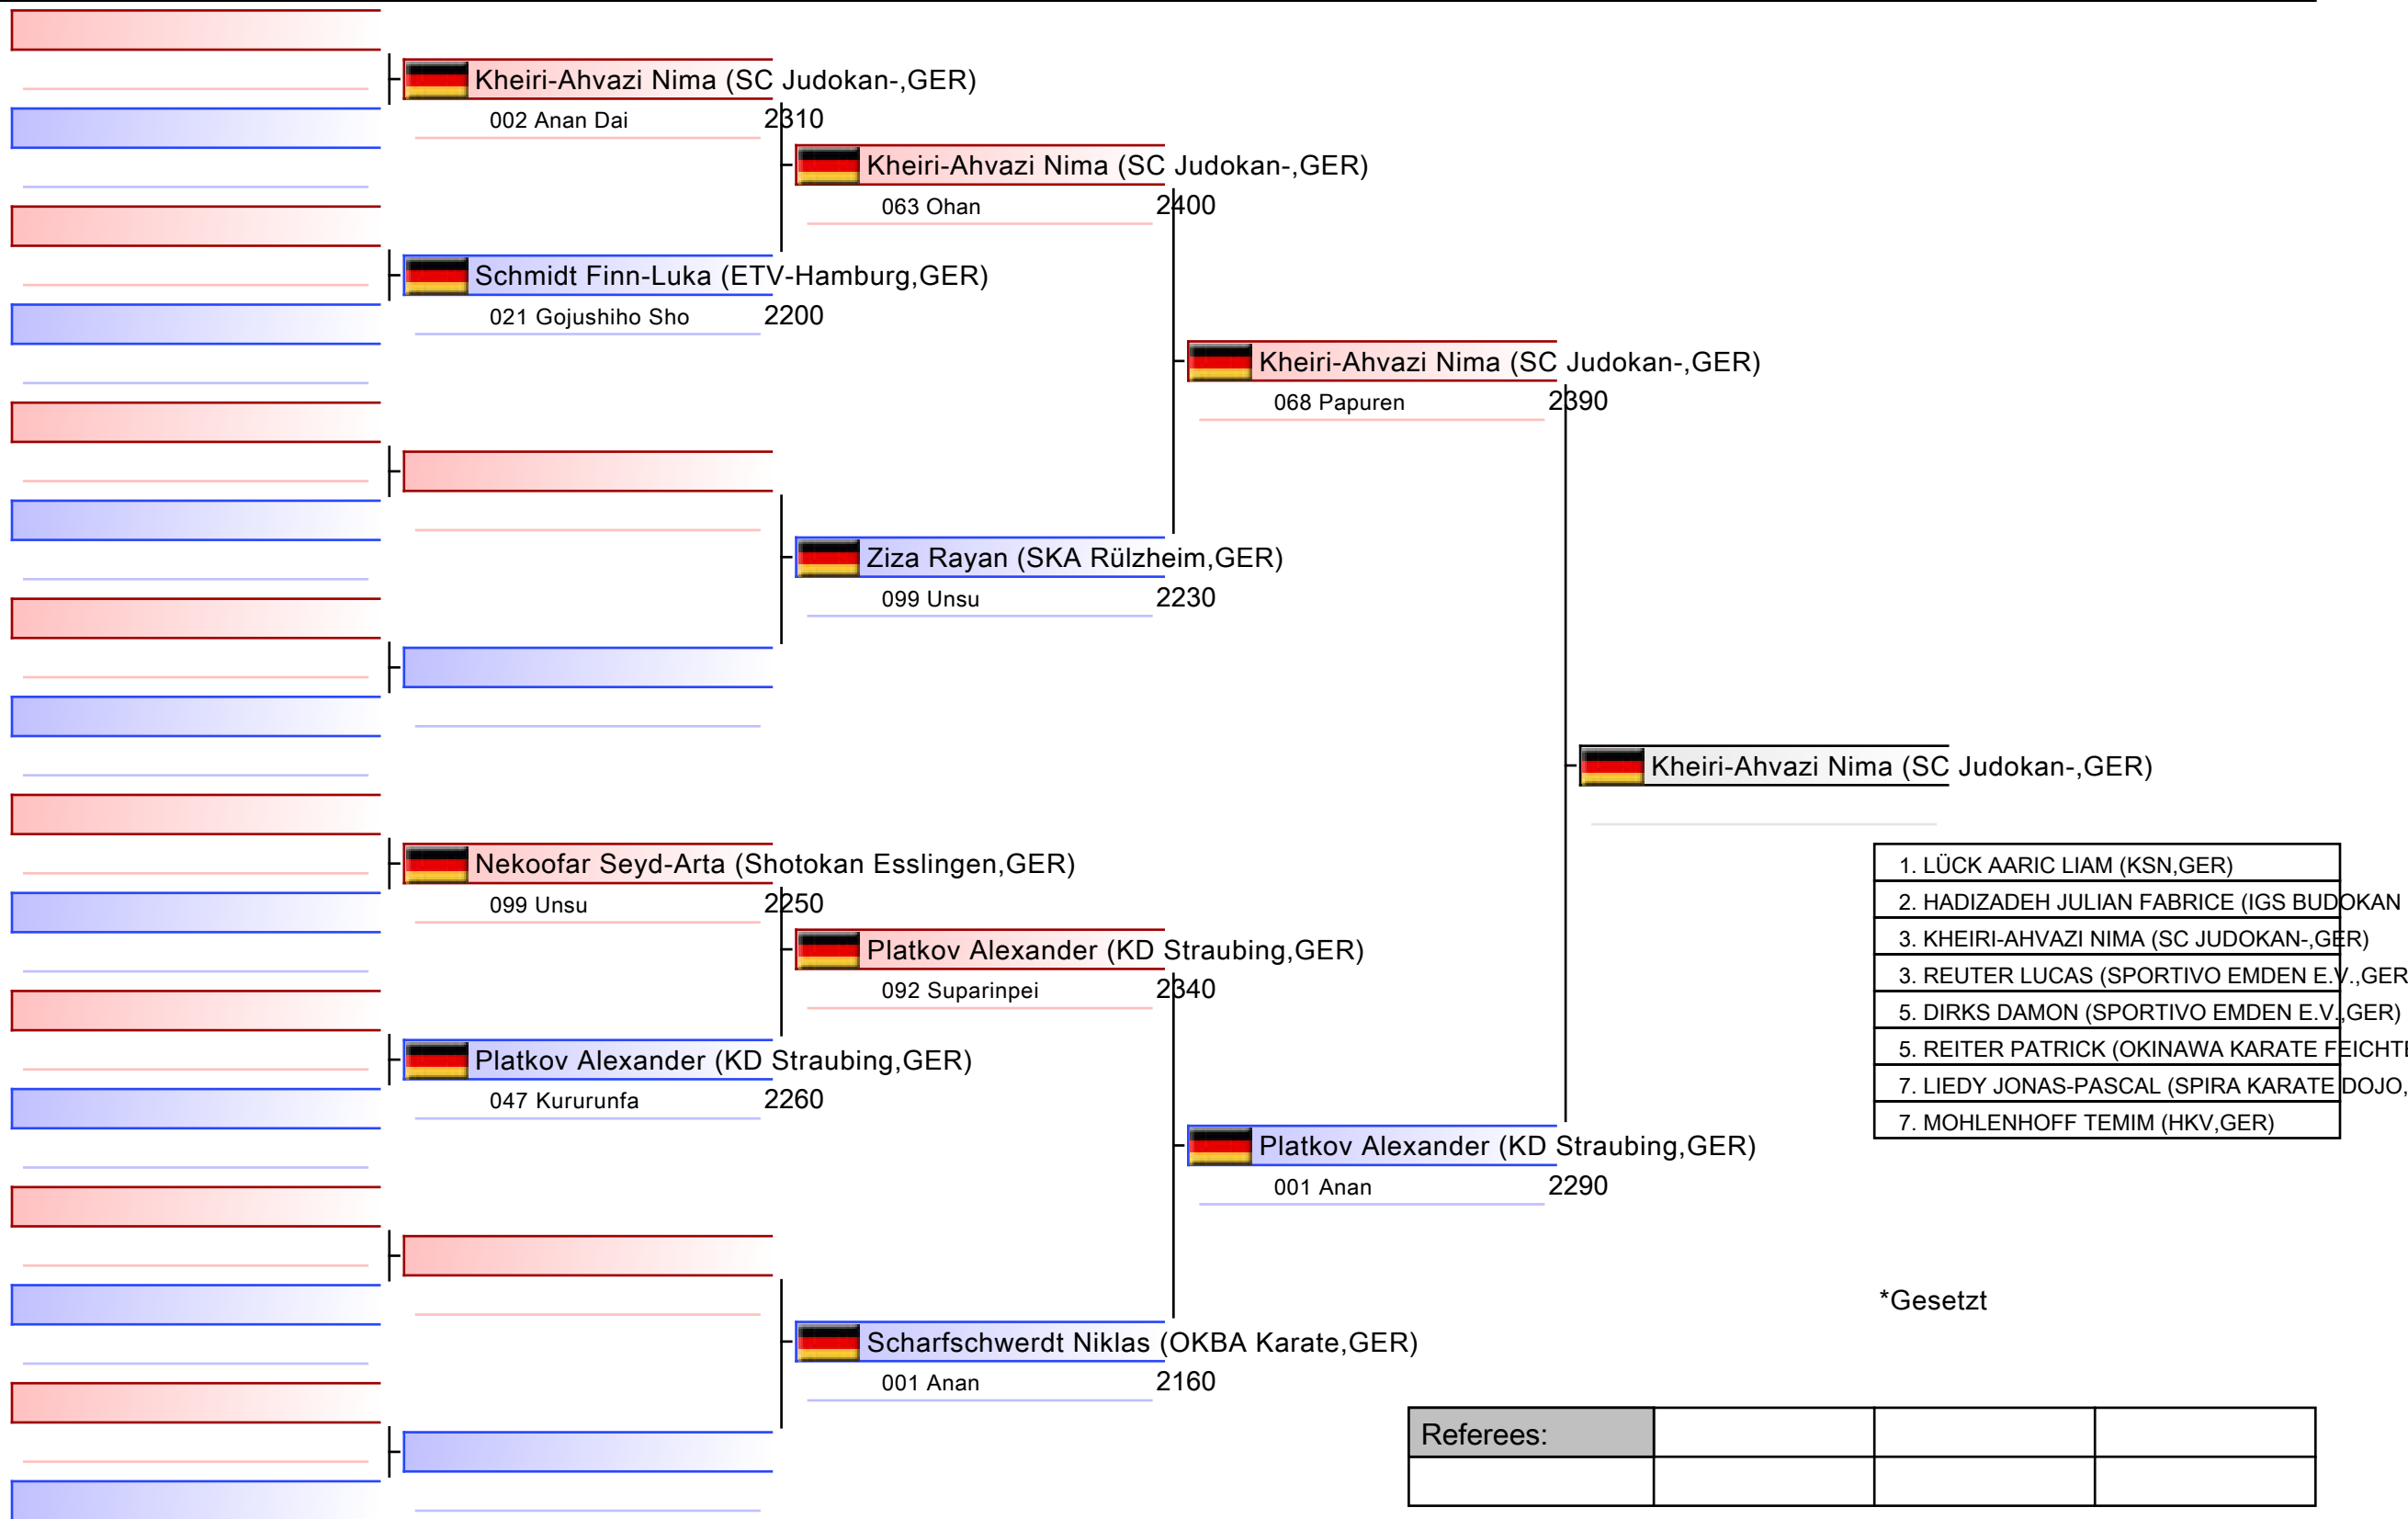 Kheiri-Ahvazi Nima (SC Judokan-,GER)
002 Anan Dai 2310
Kheiri-Ahvazi Nima (SC Judokan-,GER)
063 Ohan 2400
Schmidt Finn-Luka (ETV-Hamburg,GER)
021 Gojushiho Sho 2200
Kheiri-Ahvazi Nima (SC Judokan-,GER)
068 Papuren 2390
Ziza Rayan (SKA Rülzheim,GER)
099 Unsu 2230
Kheiri-Ahvazi Nima (SC Judokan-,GER)
Nekoofar Seyd-Arta (Shotokan Esslingen,GER)
099 Unsu 2250
Platkov Alexander (KD Straubing,GER)
092 Suparinpei 2340
Platkov Alexander (KD Straubing,GER)
047 Kururunfa 2260
Platkov Alexander (KD Straubing,GER)
001 Anan 2290
Scharfschwerdt Niklas (OKBA Karate,GER)
001 Anan 2160
1. LÜCK AARIC LIAM (KSN,GER)
2. HADIZADEH JULIAN FABRICE (IGS BUDOKAN
3. KHEIRI-AHVAZI NIMA (SC JUDOKAN-,GER)
3. REUTER LUCAS (SPORTIVO EMDEN E.V.,GER
5. DIRKS DAMON (SPORTIVO EMDEN E.V.,GER)
5. REITER PATRICK (OKINAWA KARATE FEICHTE
7. LIEDY JONAS-PASCAL (SPIRA KARATE DOJO,
7. MOHLENHOFF TEMIM (HKV,GER)
*Gesetzt
Referees: